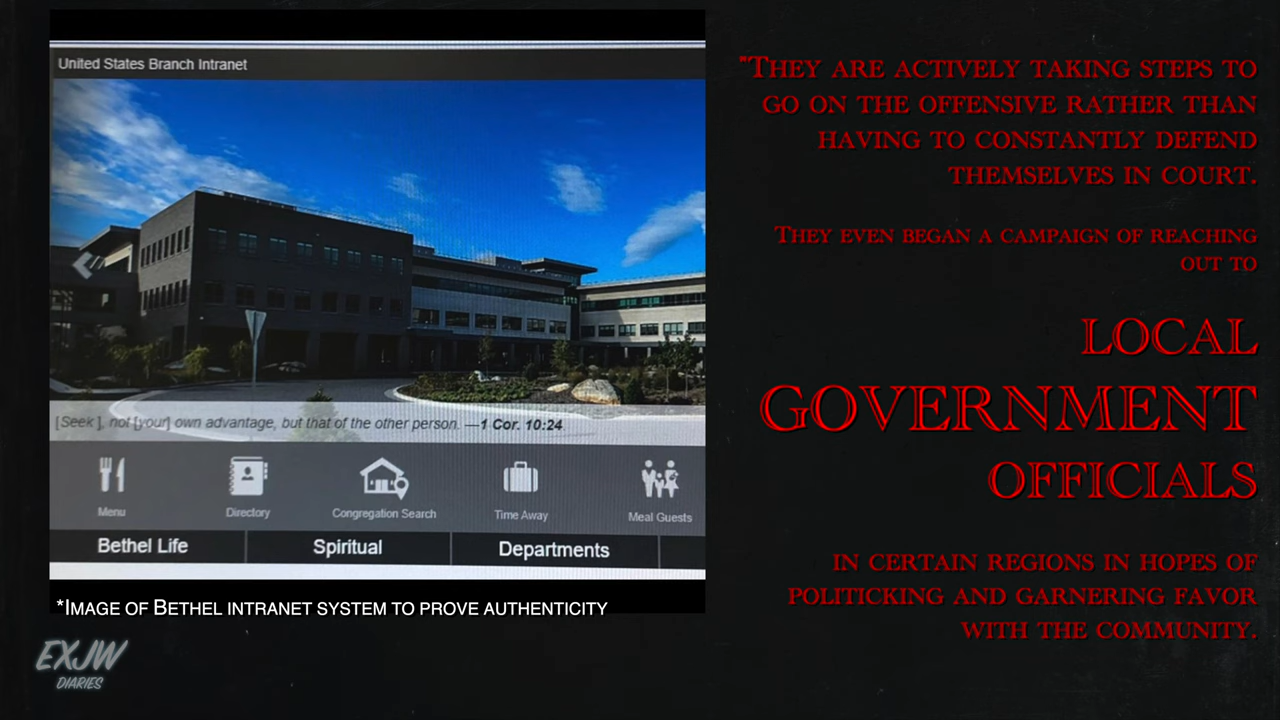 United States Branch Intranet
[Seek ], not [your] own advantage, but that of the other person. —1 Cor. 10:24
Menu
Directory
Congregation Search
Time Away
Meal Guests
Bethel Life
Spiritual
Departments
*Image of Bethel intranet system to prove authenticity
EXJW
DIARIES
"They are actively taking steps to
go on the offensive rather than
having to constantly defend
themselves in court.
They even began a campaign of reaching
out to
local
Government
officials
in certain regions in hopes of
politicking and garnering favor
with the community.